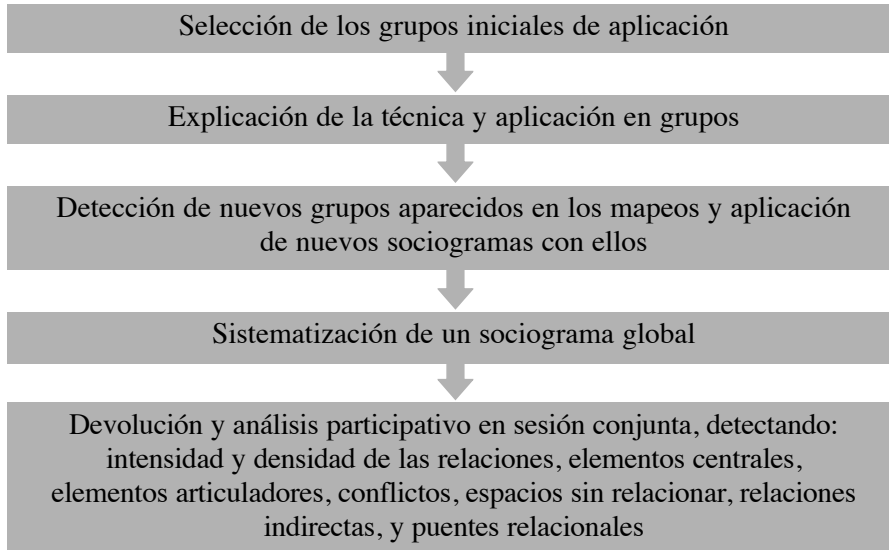 Selección de los grupos iniciales de aplicación
Explicación de la técnica y aplicación en grupos
Detección de nuevos grupos aparecidos en los mapeos y aplicación
de nuevos sociogramas con ellos
Sistematización de un sociograma global
Devolución y análisis participativo en sesión conjunta, detectando:
intensidad y densidad de las relaciones, elementos centrales,
elementos articuladores, conflictos, espacios sin relacionar, relaciones
indirectas, y puentes relacionales